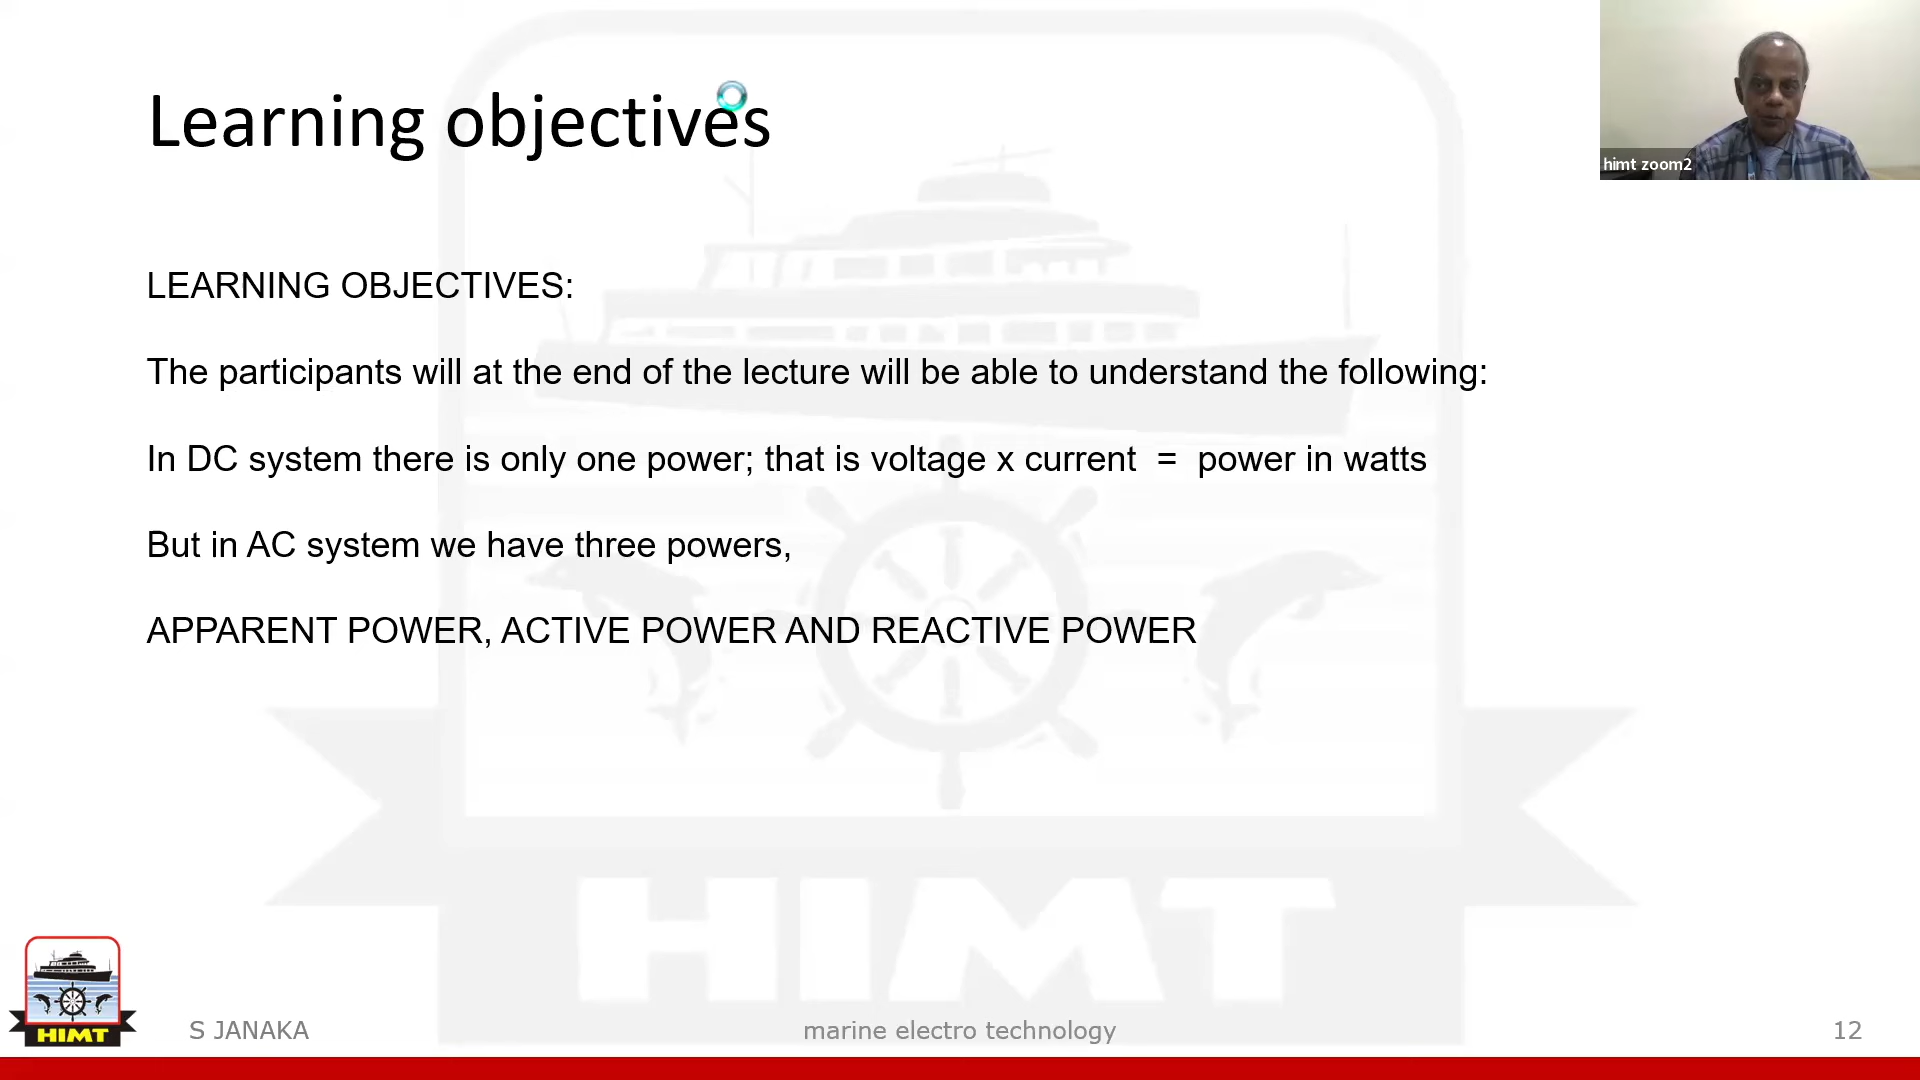 Learning objectives
himt zoom2
LEARNING OBJECTIVES:
The participants will at the end of the lecture will be able to understand the following:
In DC system there is only one power; that is voltage x current = power in watts
But in AC system we have three powers,
APPARENT POWER, ACTIVE POWER AND REACTIVE POWER
HIMT
HIMT
S JANAKA
marine electro technology
12